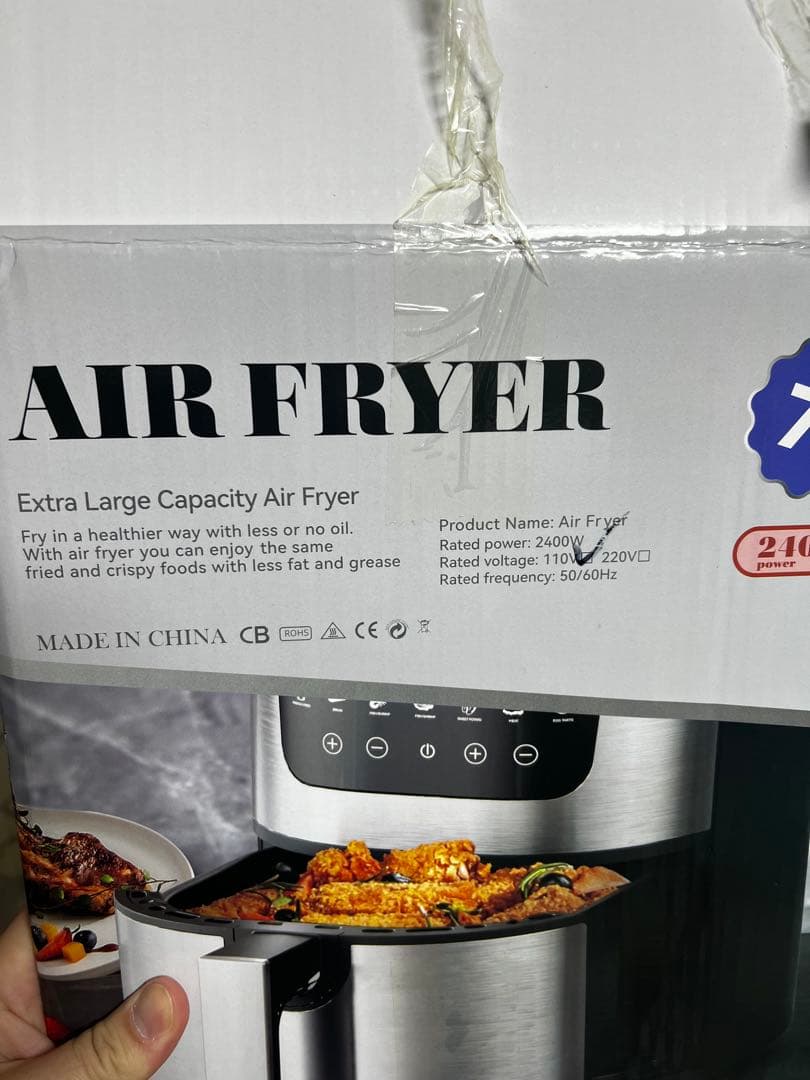 AIR FRYER
7
Extra Large Capacity Air Fryer
Fry in a healthier way with less or no oil.
With air fryer you can enjoy the same
fried and crispy foods with less fat and grease
Product Name: Air Fryer
Rated power: 2400W
Rated voltage: 110V☑ 220V☐
Rated frequency: 50/60Hz
240
power
MADE IN CHINA CB ROHS CE